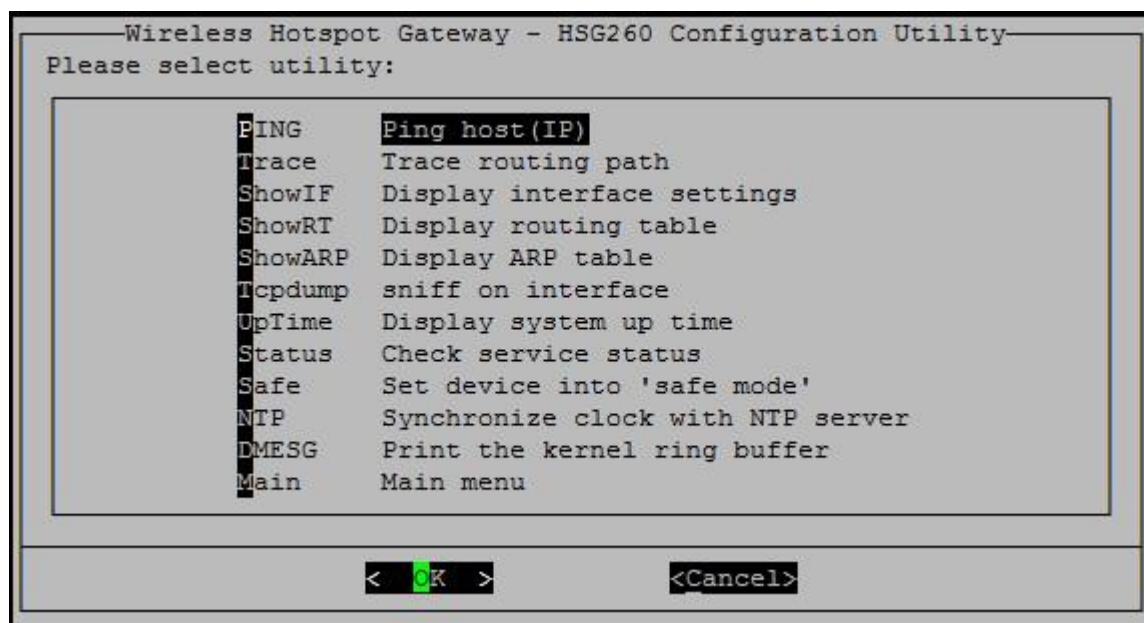 Wireless Hotspot Gateway - HSG260 Configuration Utility
Please select utility:
PING Ping host(IP)
Trace Trace routing path
ShowIF Display interface settings
ShowRT Display routing table
ShowARP Display ARP table
Tcpdump sniff on interface
UpTime Display system up time
Status Check service status
Safe Set device into 'safe mode'
NTP Synchronize clock with NTP server
DMESG Print the kernel ring buffer
Main Main menu
< OK > <Cancel>